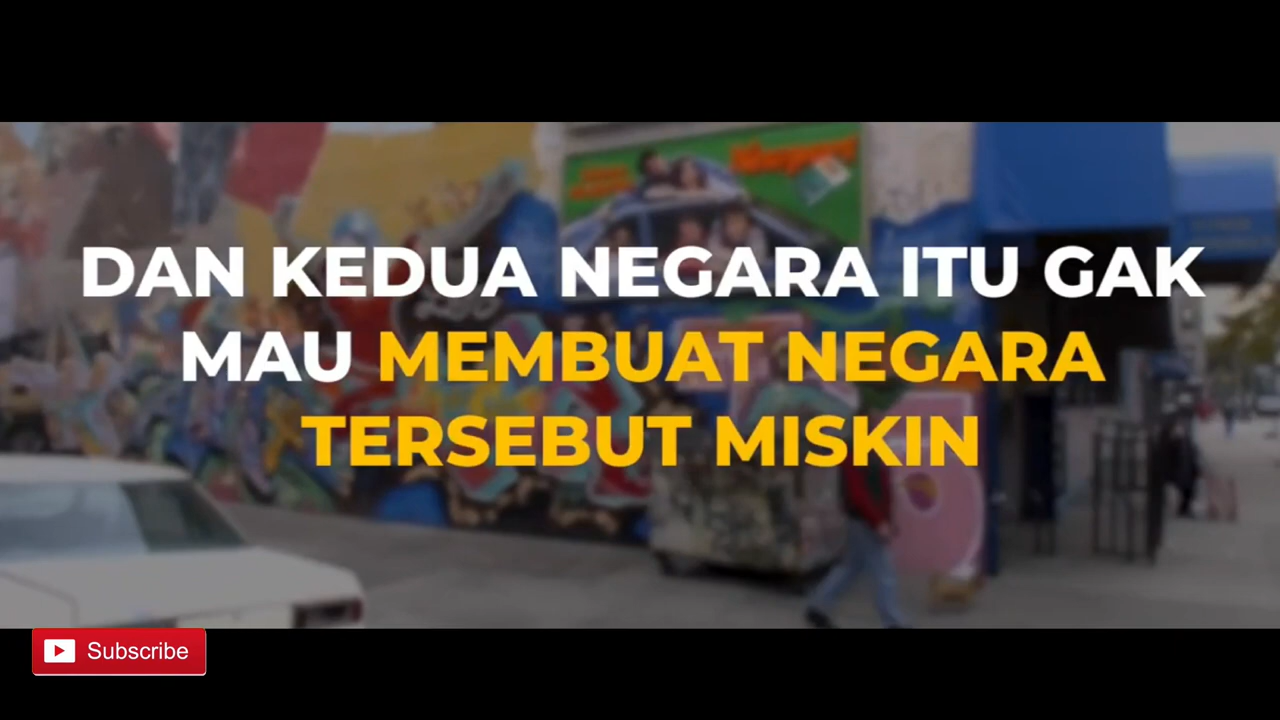 DAN KEDUA NEGARA ITU GAK
MAU MEMBUAT NEGARA
TERSEBUT MISKIN
Subscribe